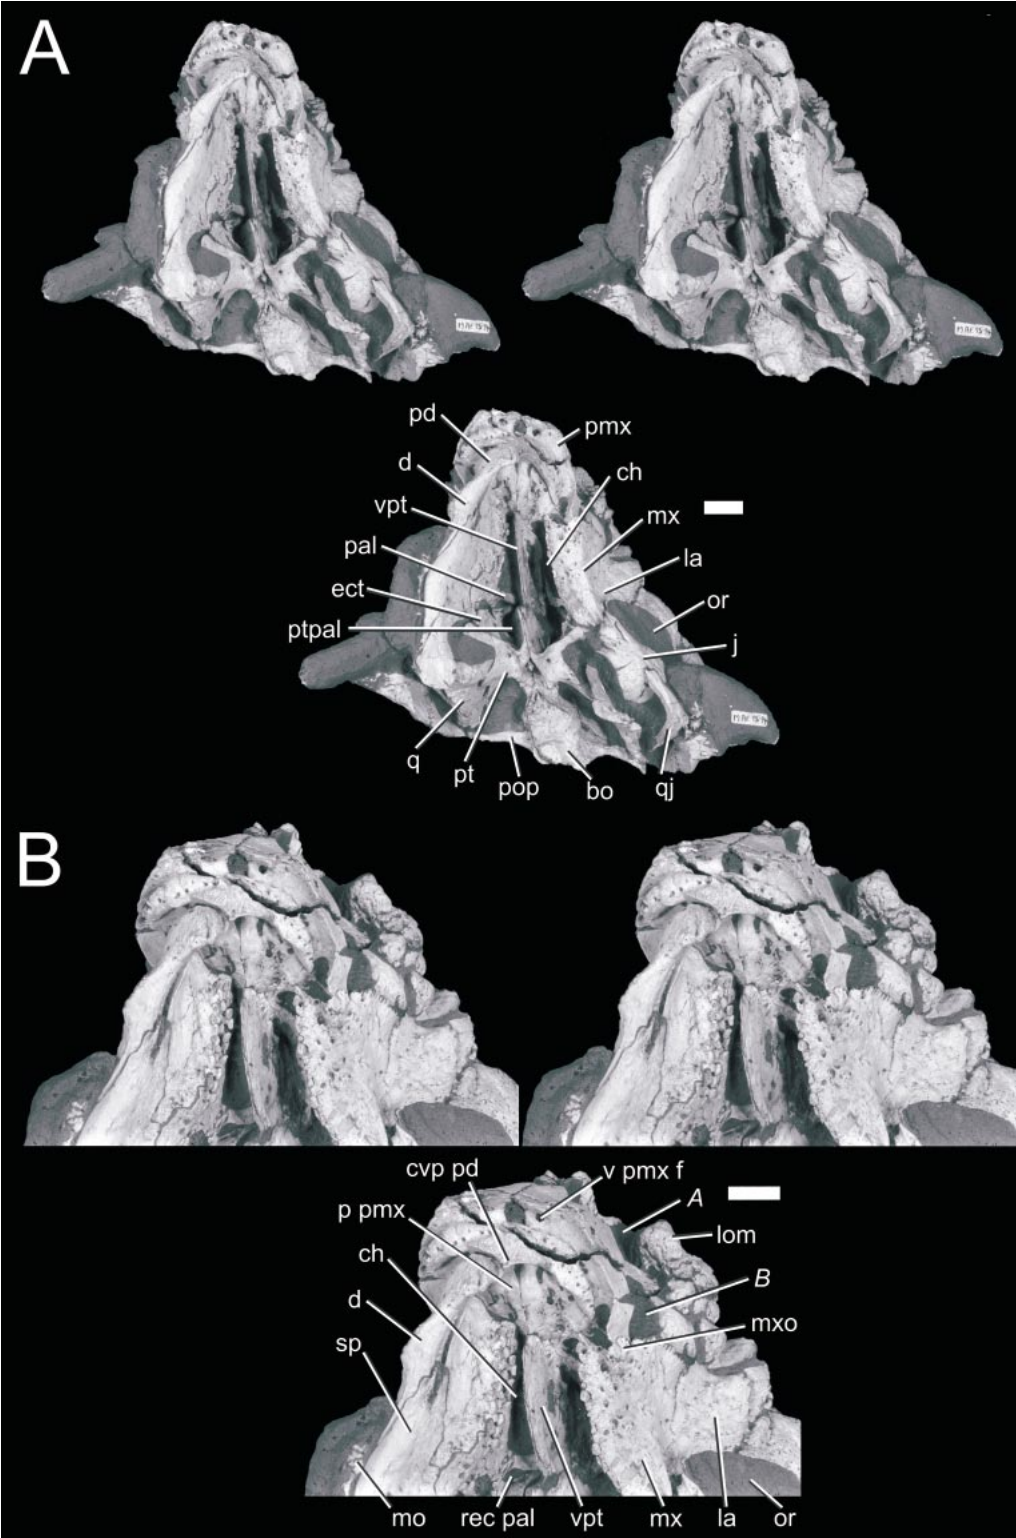 A
pd
pmx
d
ch
vpt
mx
pal
la
ect
or
ptpal
j
q
pt
pop
bo
qj
B
cvp pd
v pmx f
A
p pmx
lom
ch
B
d
mxo
sp
mo
rec pal
vpt
mx
la
or